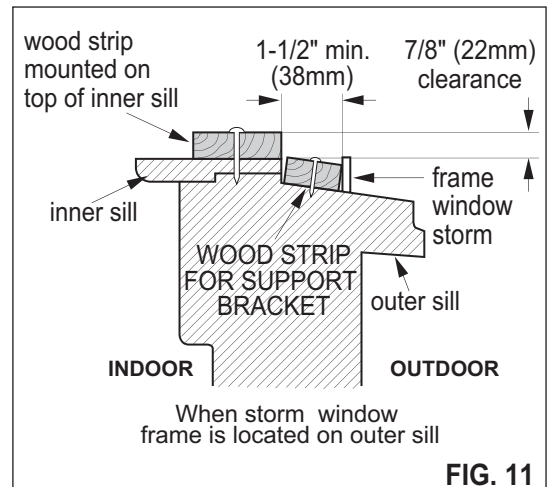 wood strip
mounted on
top of inner sill
1-1/2" min.
(38mm)
7/8" (22mm)
clearance
inner sill
frame
window
storm
WOOD STRIP
FOR SUPPORT
BRACKET
outer sill
INDOOR
OUTDOOR
When storm window
frame is located on outer sill
FIG. 11